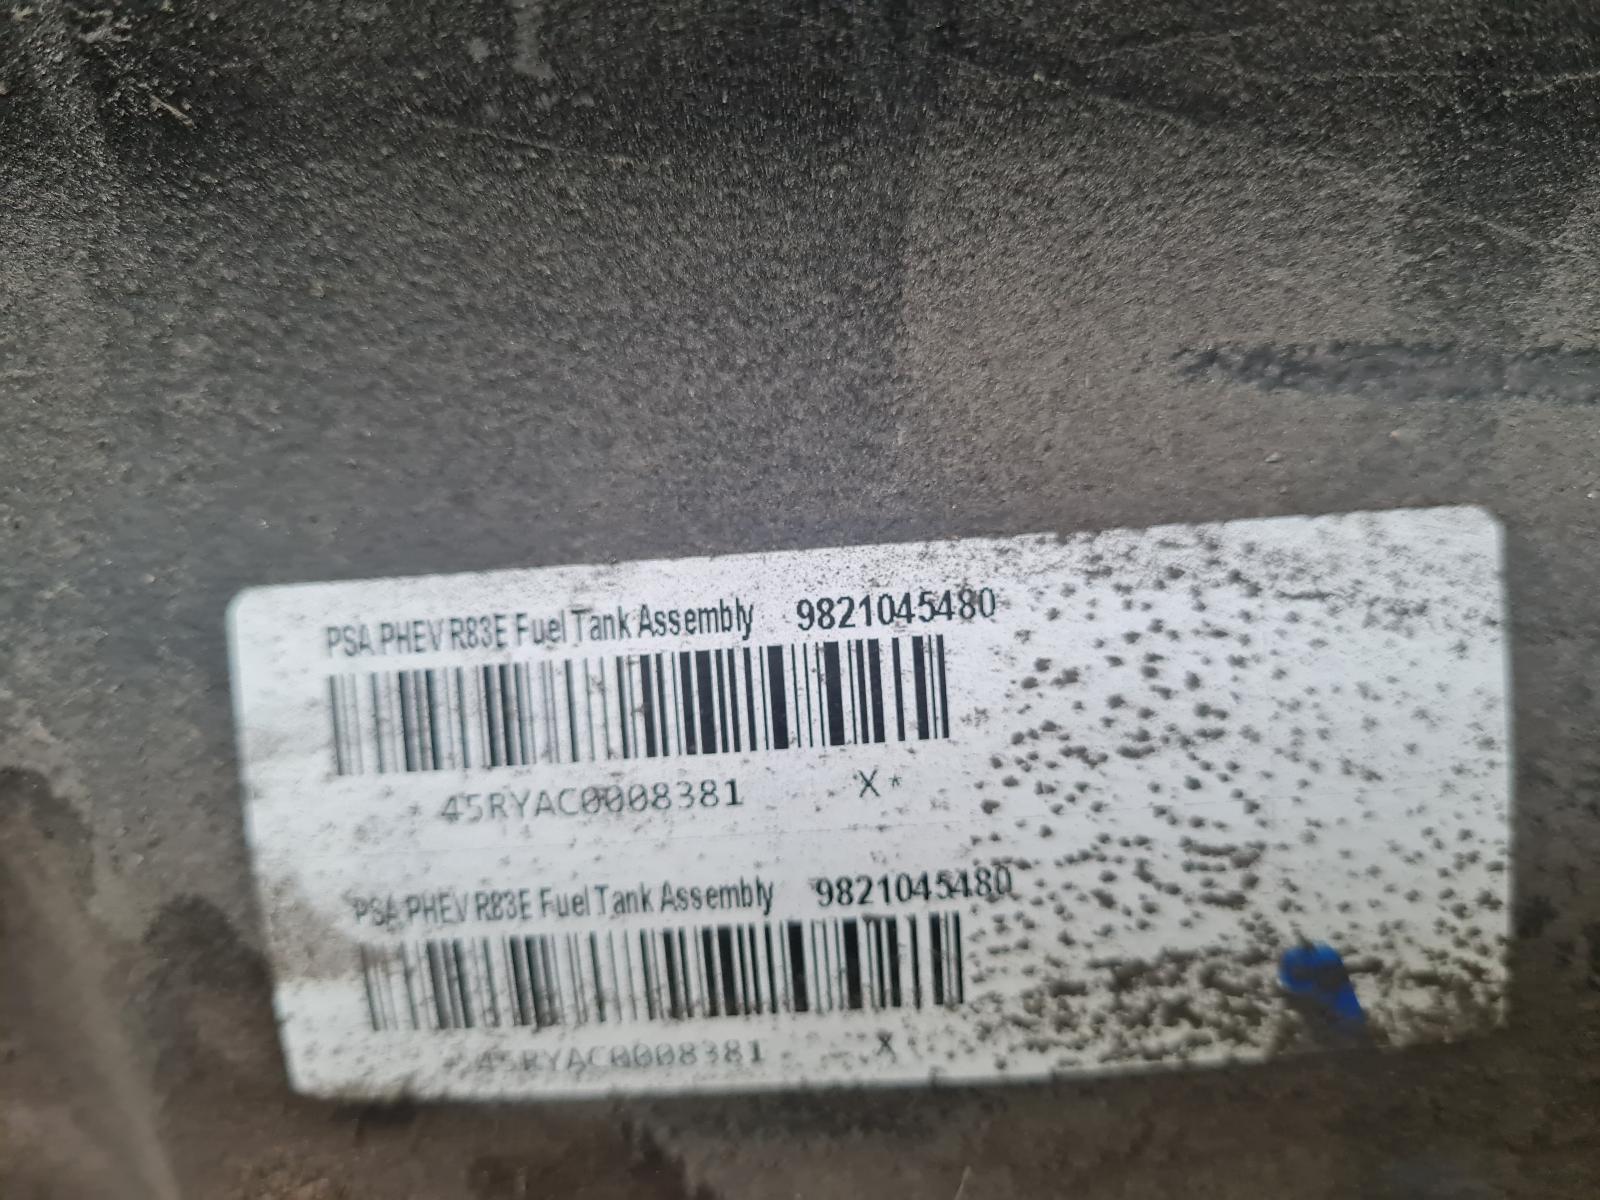 PSA PHEV R83E Fuel Tank Assembly 9821045480
45RYAC0008381 X*
PSA PHEV R83E Fuel Tank Assembly 9821045480
45RYAC0008381 X